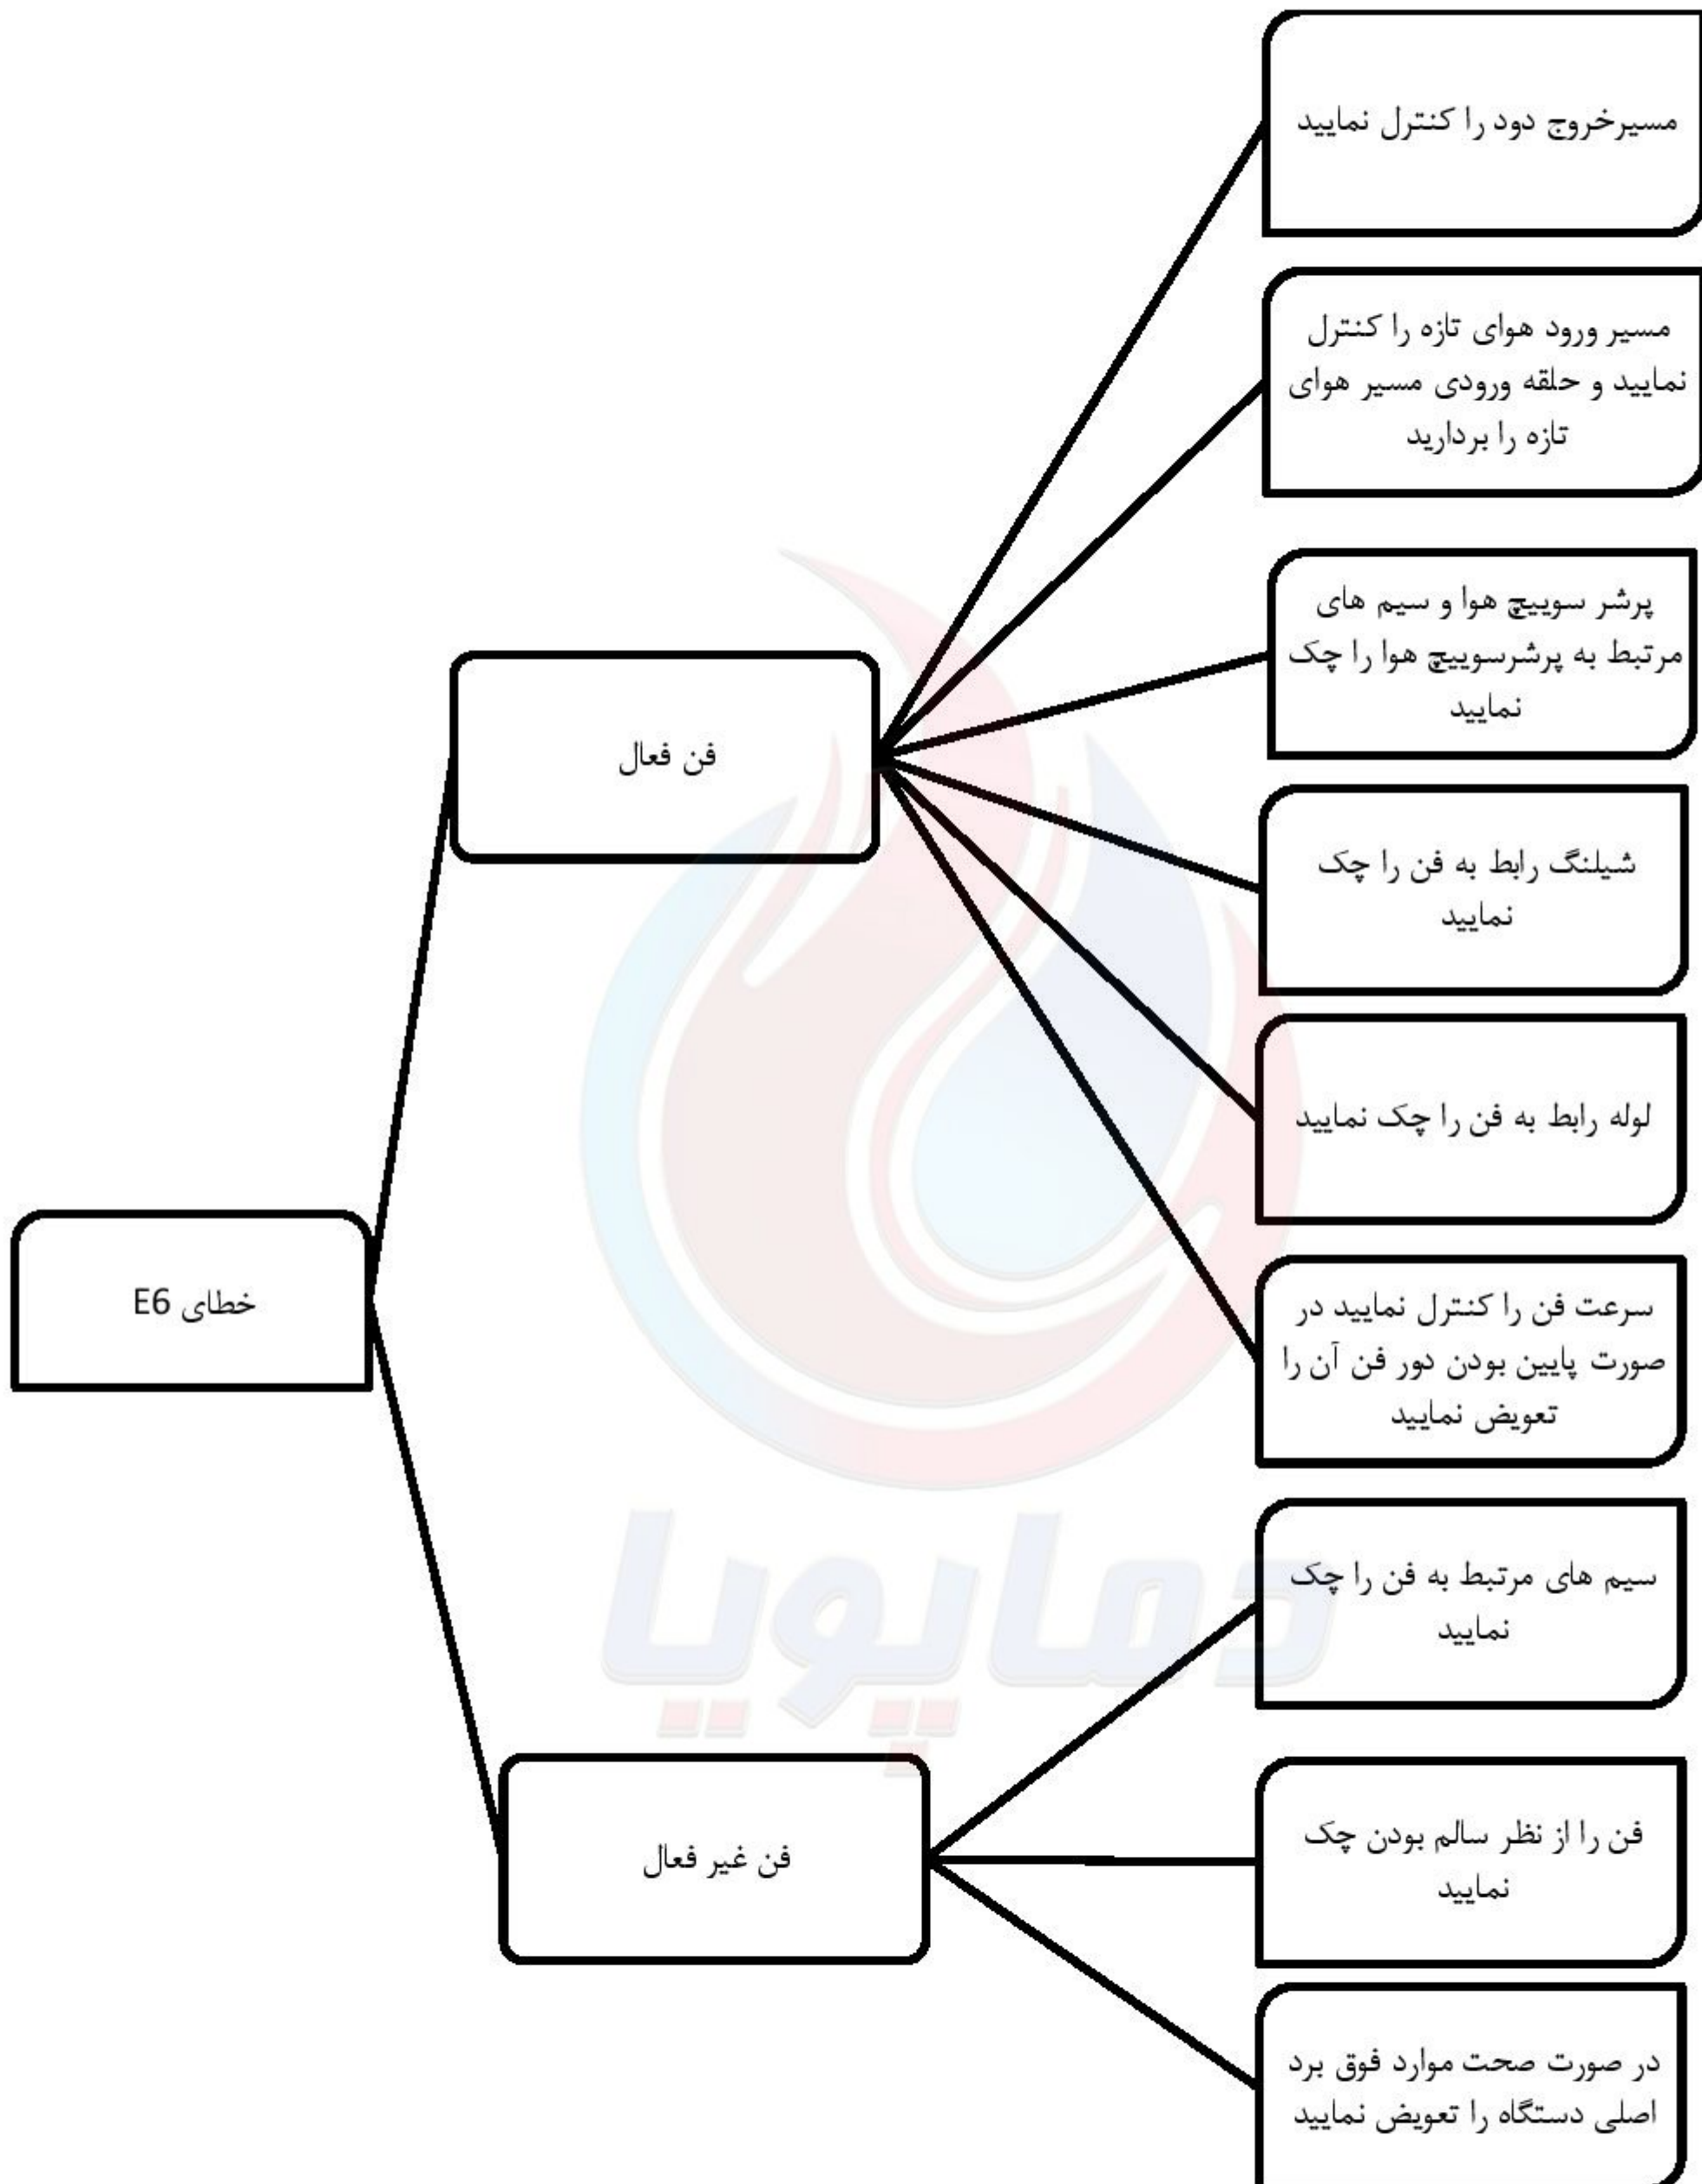 مسیرخروج دود را کنترل نمایید
مسیر ورود هوای تازه را کنترل
نمایید و حلقه ورودی مسیر هوای
تازه را بردارید
پرشر سوییچ هوا و سیم های
مرتبط به پرشرسوییچ هوا را چک
نمایید
فن فعال
شیلنگ رابط به فن را چک
نمایید
لوله رابط به فن را چک نمایید
خطای E6
سرعت فن را کنترل نمایید در
صورت پایین بودن دور فن آن را
تعویض نمایید
دماپویا
سیم های مرتبط به فن را چک
نمایید
فن غیر فعال
فن را از نظر سالم بودن چک
نمایید
در صورت صحت موارد فوق برد
اصلی دستگاه را تعویض نمایید